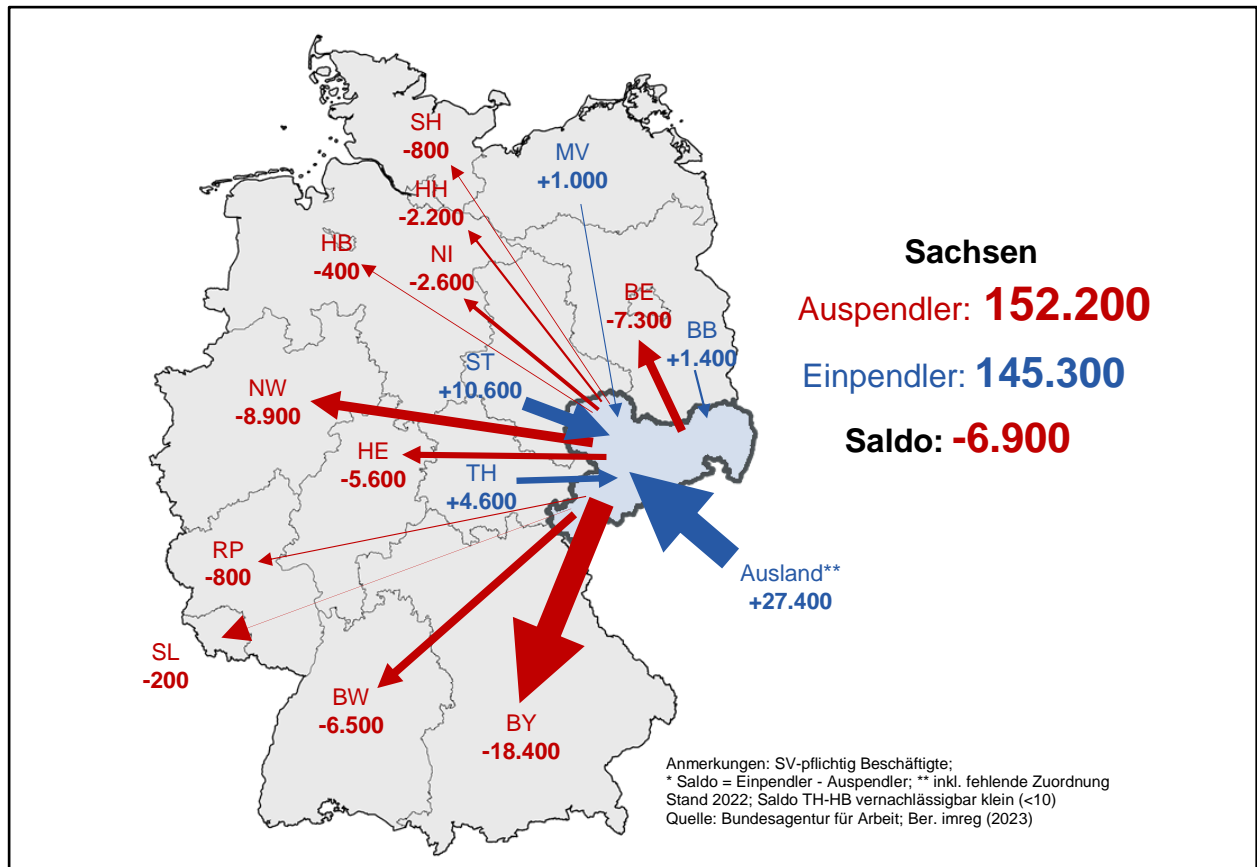 SH
-800
MV
+1.000
HH
-2.200
HB
-400
NI
-2.600
BE
-7.300
BB
+1.400
ST
+10.600
NW
-8.900
HE
-5.600
TH
+4.600
RP
-800
SL
-200
BW
-6.500
BY
-18.400
Ausland**
+27.400
Sachsen
Auspendler: 152.200
Einpendler: 145.300
Saldo: -6.900
Anmerkungen: SV-pflichtig Beschäftigte;
* Saldo = Einpendler - Auspendler; ** inkl. fehlende Zuordnung
Stand 2022; Saldo TH-HB vernachlässigbar klein (<10)
Quelle: Bundesagentur für Arbeit; Ber. imreg (2023)